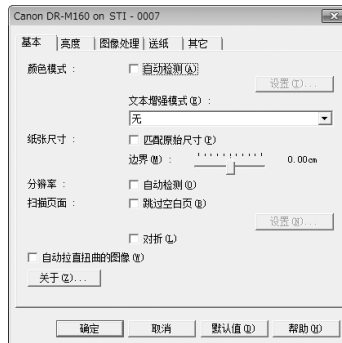 Canon DR-M160 on STI - 0007
基本 亮度 图像处理 送纸 其它
颜色模式 : 自动检测(A)
设置(I)...
文本增强模式(E) :
无
纸张尺寸 : 匹配原始尺寸(F)
边界(M) : 0.00cm
分辨率 : 自动检测(O)
扫描页面 : 跳过空白页(B)
设置(N)...
对折(L)
自动拉直扭曲的图像(Y)
关于(Z)...
确定 取消 默认值(D) 帮助(H)